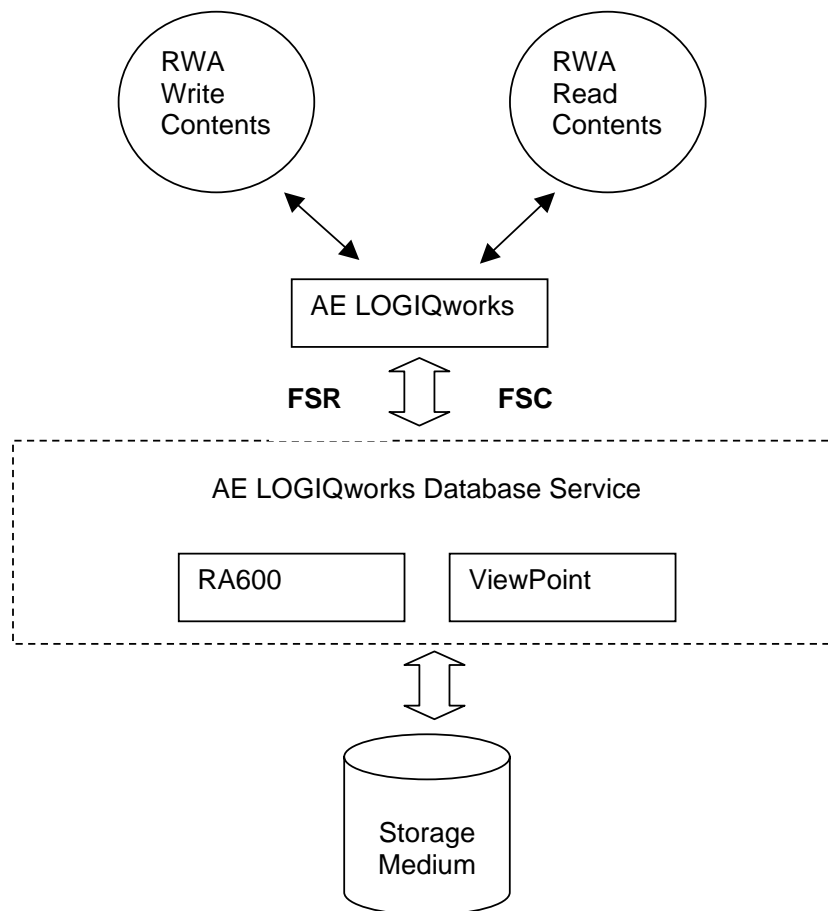 RWA
Write
Contents
RWA
Read
Contents
AE LOGIQworks
FSR
FSC
AE LOGIQworks Database Service
RA600
ViewPoint
Storage
Medium